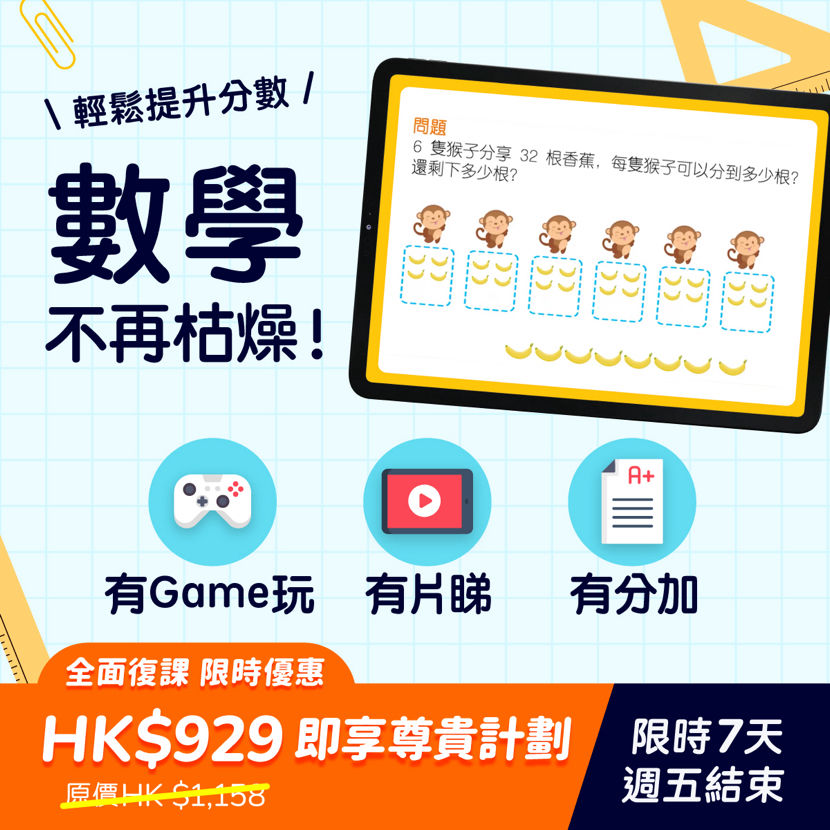 \ 輕鬆提升分數 /
數學
不再枯燥！
問題
6 隻猴子分享 32 根香蕉，每隻猴子可以分到多少根？
還剩下多少根？
A+
有Game玩
有片睇
有分加
全面復課 限時優惠
HK$929 即享尊貴計劃
原價HK $1,158
限時7天
週五結束